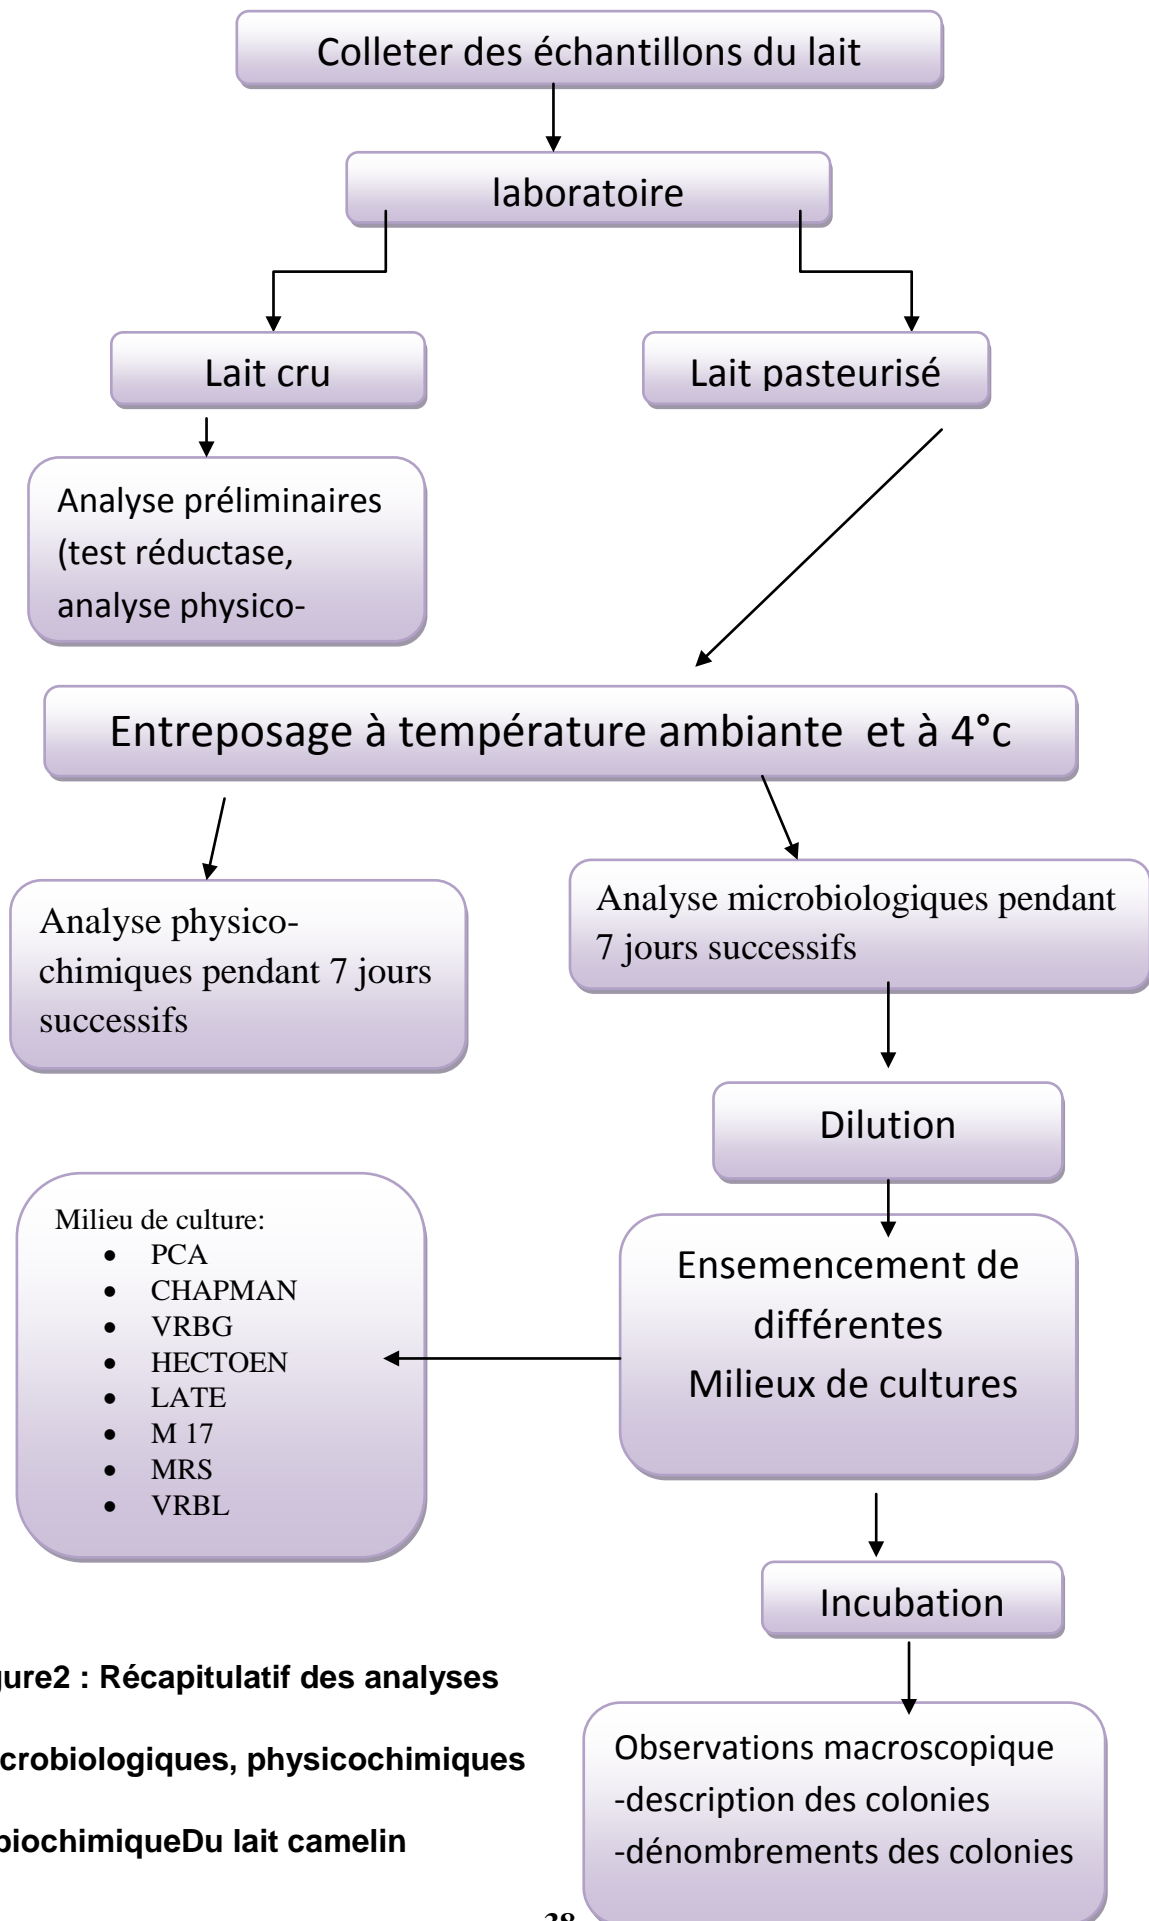 Colleter des échantillons du lait
laboratoire
Lait cru
Lait pasteurisé
Analyse préliminaires
(test réductase,
analyse physico-
Entreposage à température ambiante et à 4°c
Analyse physico-
chimiques pendant 7 jours
successifs
Analyse microbiologiques pendant
7 jours successifs
Dilution
Milieu de culture:
• PCA
• CHAPMAN
• VRBG
• HECTOEN
• LATE
• M 17
• MRS
• VRBL
Ensemencement de
différentes
Milieux de cultures
Incubation
gure2 : Récapitulatif des analyses
crobiologiques, physicochimiques
biochimiqueDu lait camelin
Observations macroscopique
-description des colonies
-dénombrements des colonies
38